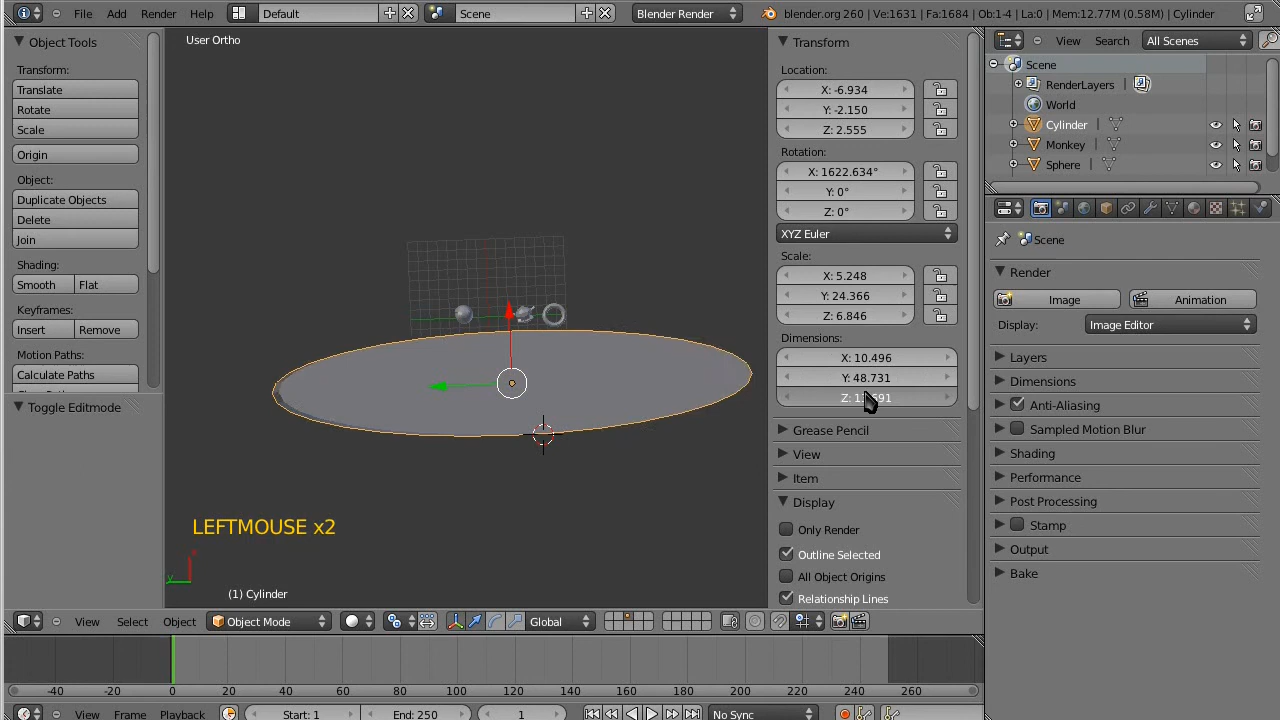 File Add Render Help Default Scene Blender Render blender.org 260 | Ve:1631 | Fa:1684 | Ob:1-4 | La:0 | Mem:12.77M (0.58M) | Cylinder
Object Tools
Transform:
Translate
Rotate
Scale
Origin
Object:
Duplicate Objects
Delete
Join
Shading:
Smooth Flat
Keyframes:
Insert Remove
Motion Paths:
Calculate Paths
Toggle Editmode
User Ortho
LEFTMOUSE x2
(1) Cylinder
Transform
Location:
X: -6.934
Y: -2.150
Z: 2.555
Rotation:
X: 1622.634°
Y: 0°
Z: 0°
XYZ Euler
Scale:
X: 5.248
Y: 24.366
Z: 6.846
Dimensions:
X: 10.496
Y: 48.731
Grease Pencil
View
Item
Display
Only Render
Outline Selected
All Object Origins
Relationship Lines
View Search All Scenes
Scene
RenderLayers
World
Cylinder
Monkey
Sphere
Scene
Render
Image Animation
Display: Image Editor
Layers
Dimensions
Anti-Aliasing
Sampled Motion Blur
Shading
Performance
Post Processing
Stamp
Output
Bake
View Select Object Object Mode Global
-40 -20 0 20 40 60 80 100 120 140 160 180 200 220 240 260
View Frame Playback Start: 1 End: 250 1 No Sync